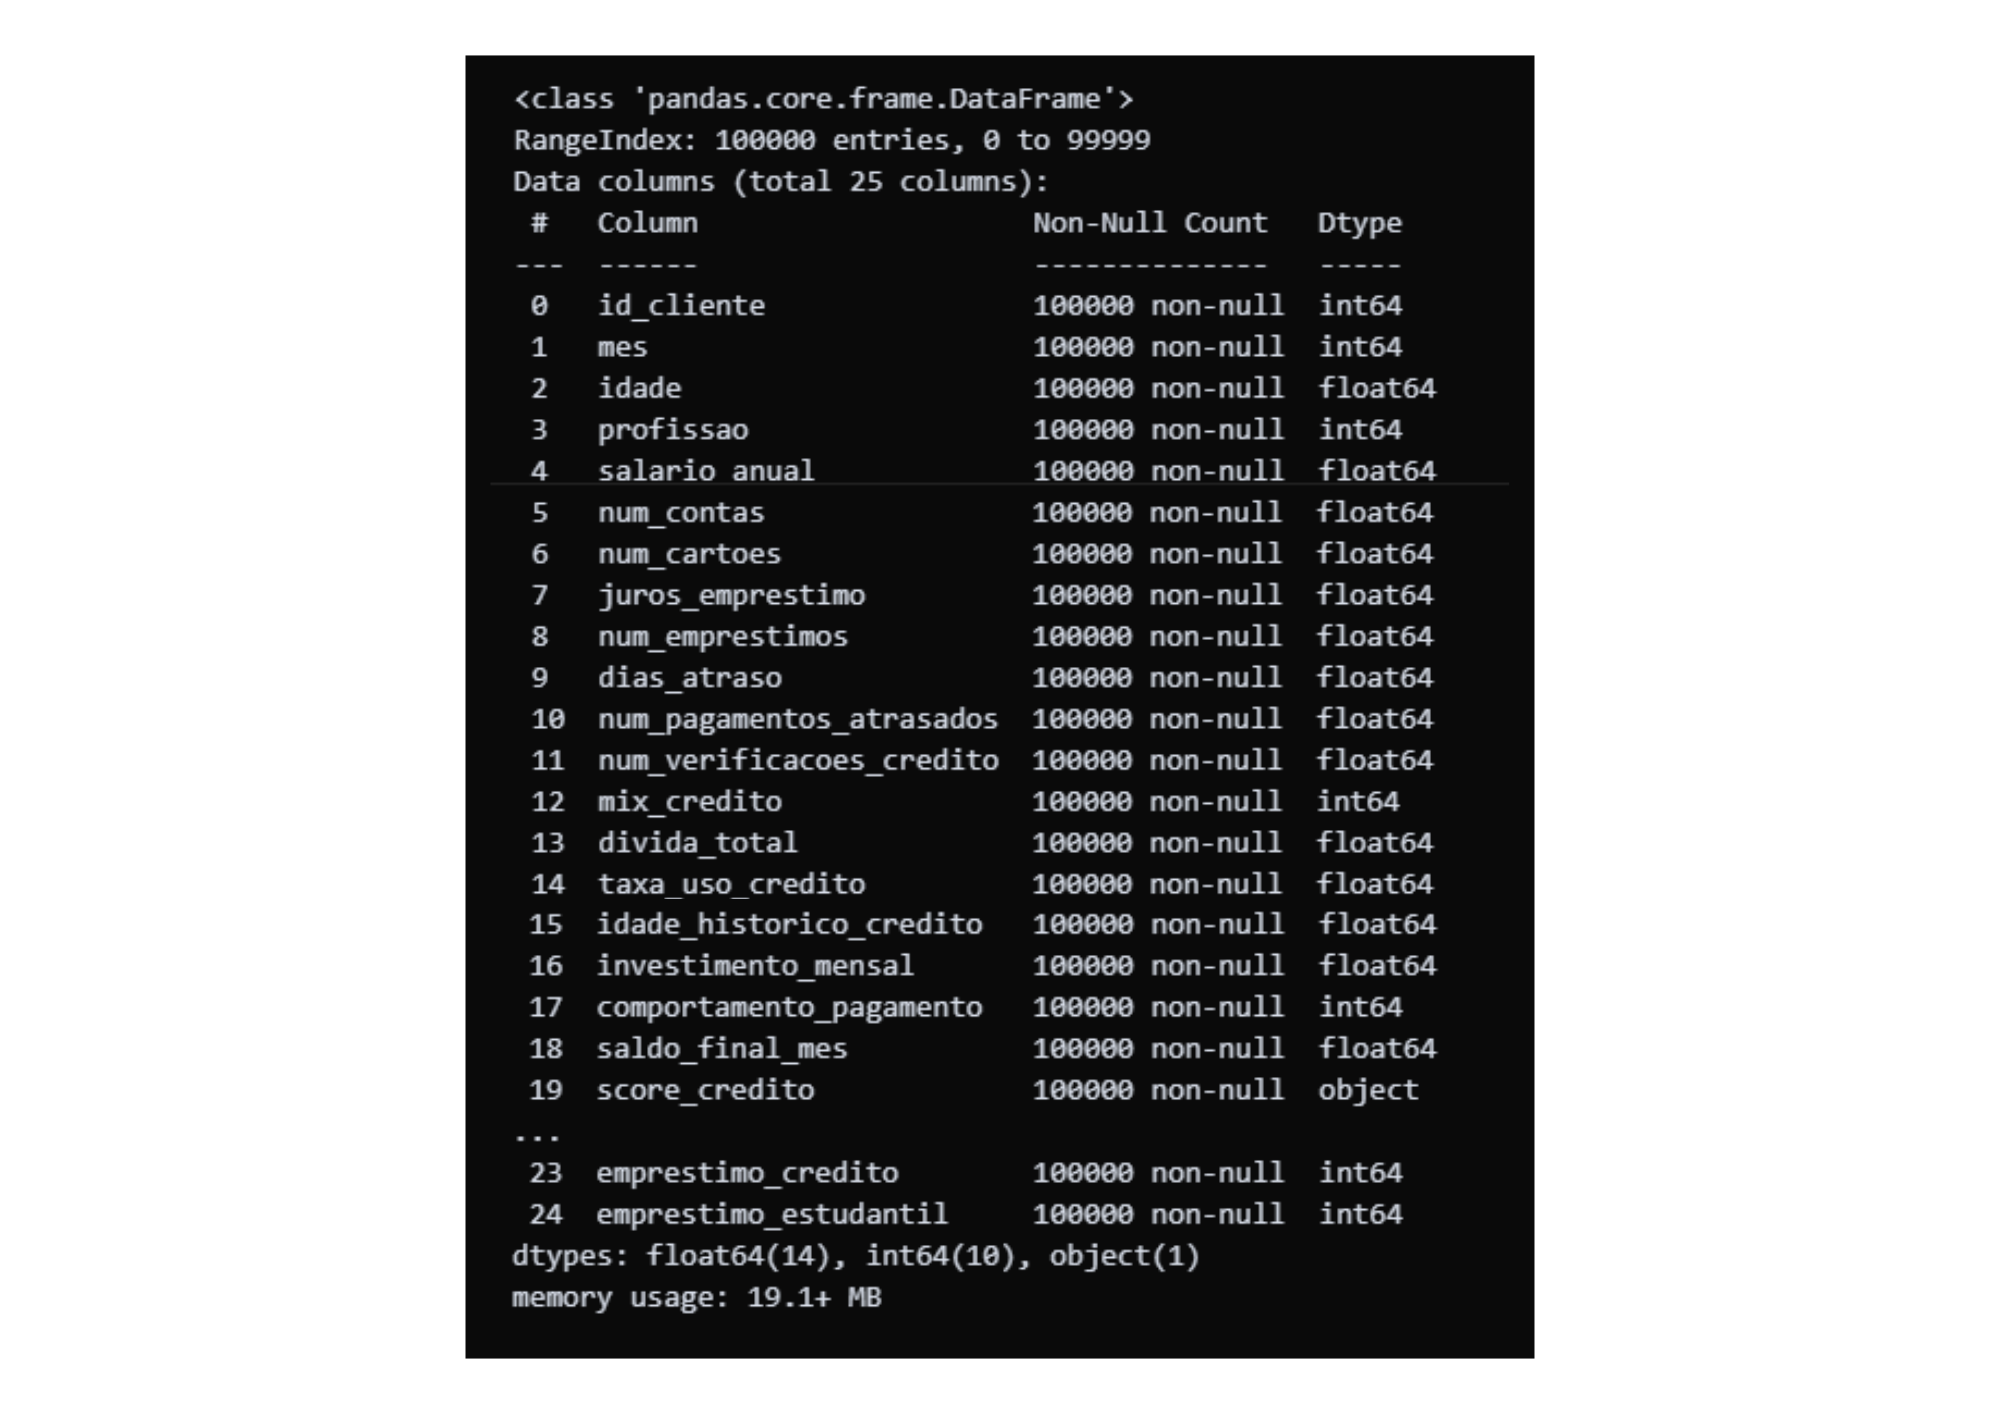 <class 'pandas.core.frame.DataFrame'>
RangeIndex: 100000 entries, 0 to 99999
Data columns (total 25 columns):
 #   Column                    Non-Null Count   Dtype
---  ------                    --------------   -----
 0   id_cliente                100000 non-null  int64
 1   mes                       100000 non-null  int64
 2   idade                     100000 non-null  float64
 3   profissao                 100000 non-null  int64
 4   salario anual             100000 non-null  float64
 5   num_contas                100000 non-null  float64
 6   num_cartoes               100000 non-null  float64
 7   juros_emprestimo          100000 non-null  float64
 8   num_emprestimos           100000 non-null  float64
 9   dias_atraso               100000 non-null  float64
 10  num_pagamentos_atrasados  100000 non-null  float64
 11  num_verificacoes_credito  100000 non-null  float64
 12  mix_credito               100000 non-null  int64
 13  divida_total              100000 non-null  float64
 14  taxa_uso_credito          100000 non-null  float64
 15  idade_historico_credito   100000 non-null  float64
 16  investimento_mensal       100000 non-null  float64
 17  comportamento_pagamento   100000 non-null  int64
 18  saldo_final_mes           100000 non-null  float64
 19  score_credito             100000 non-null  object
...
 23  emprestimo_credito        100000 non-null  int64
 24  emprestimo_estudantil     100000 non-null  int64
dtypes: float64(14), int64(10), object(1)
memory usage: 19.1+ MB